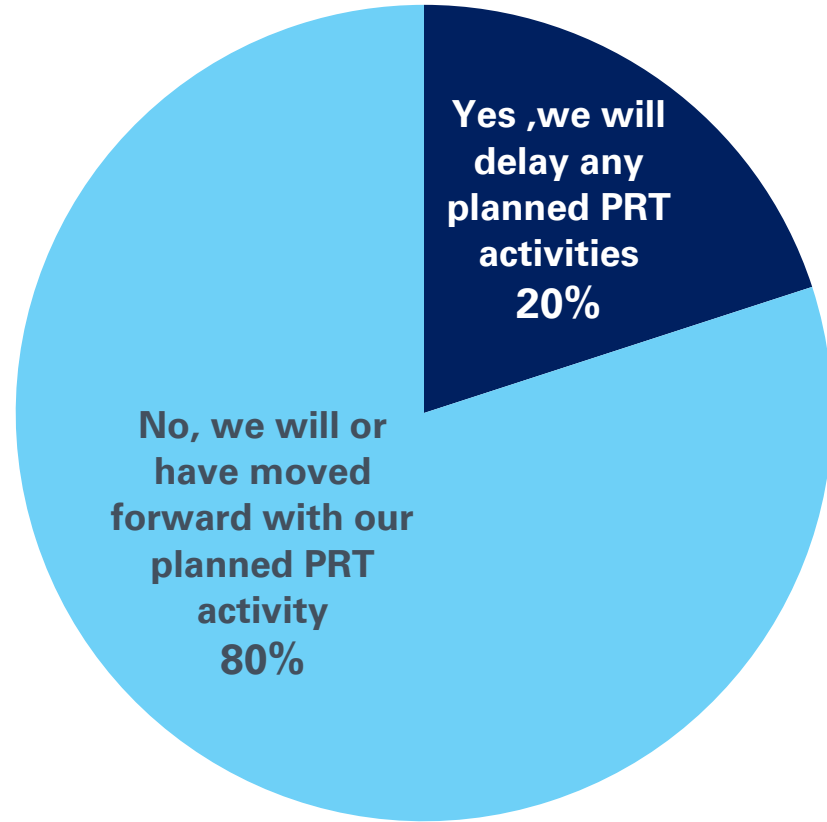 Yes ,we will
delay any
planned PRT
activities
20%
No, we will or
have moved
forward with our
planned PRT
activity
80%